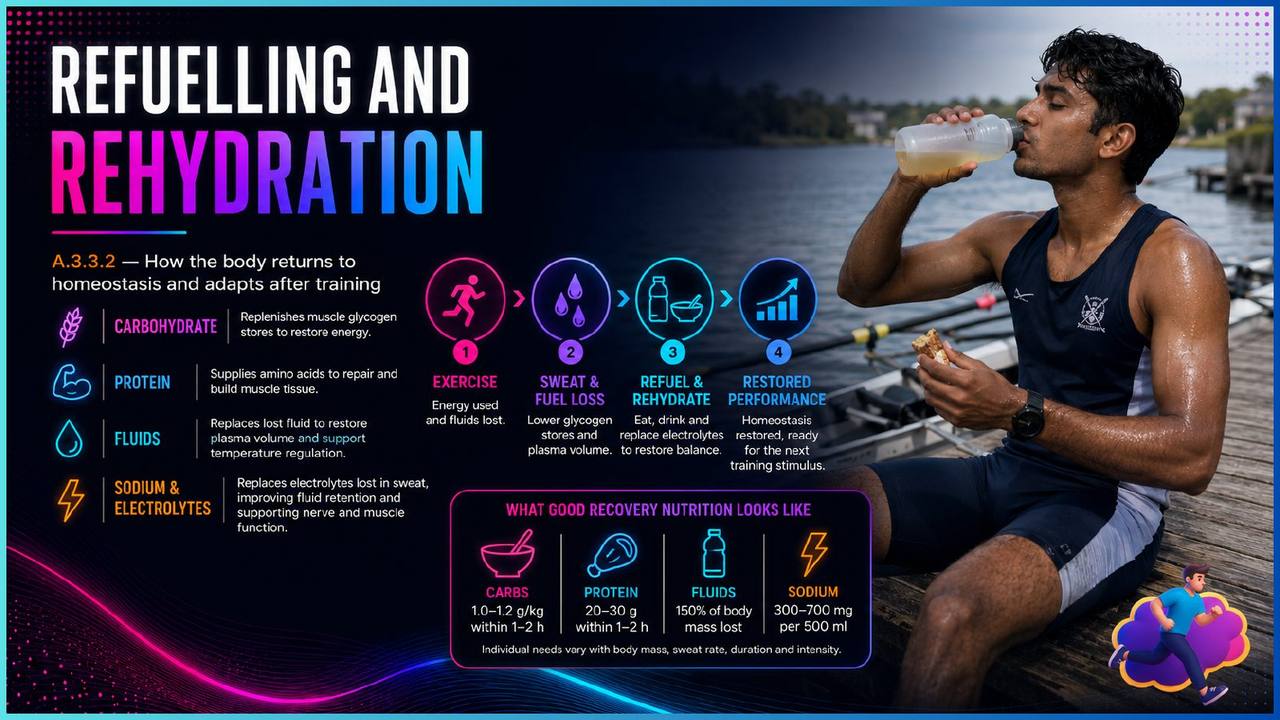 REFUELLING AND
REHYDRATION
A.3.3.2 — How the body returns to
homeostasis and adapts after training
CARBOHYDRATE
Replenishes muscle glycogen
stores to restore energy.
PROTEIN
Supplies amino acids to repair and
build muscle tissue.
FLUIDS
Replaces lost fluid to restore
plasma volume and support
temperature regulation.
SODIUM &
ELECTROLYTES
Replaces electrolytes lost in sweat,
improving fluid retention and
supporting nerve and muscle
function.
1
EXERCISE
Energy used
and fluids lost.
2
SWEAT &
FUEL LOSS
Lower glycogen
stores and
plasma volume.
3
REFUEL &
REHYDRATE
Eat, drink and
replace electrolytes
to restore balance.
4
RESTORED
PERFORMANCE
Homeostasis
restored, ready
for the next
training stimulus.
WHAT GOOD RECOVERY NUTRITION LOOKS LIKE
CARBS
1.0–1.2 g/kg
within 1–2 h
PROTEIN
20–30 g
within 1–2 h
FLUIDS
150% of body
mass lost
SODIUM
300–700 mg
per 500 ml
Individual needs vary with body mass, sweat rate, duration and intensity.